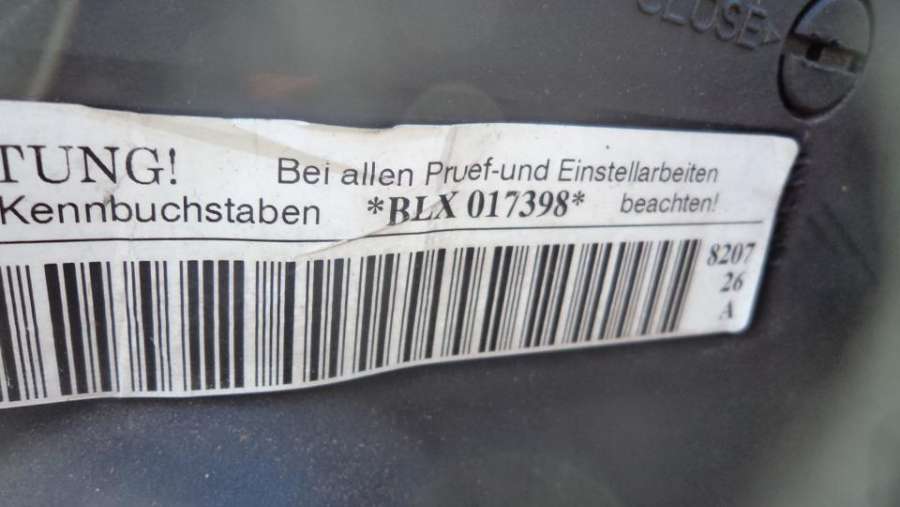 CLOSE
TUNG! Bei allen Pruef-und Einstellarbeiten
Kennbuchstaben *BLX 017398* beachten!
8207
26
A